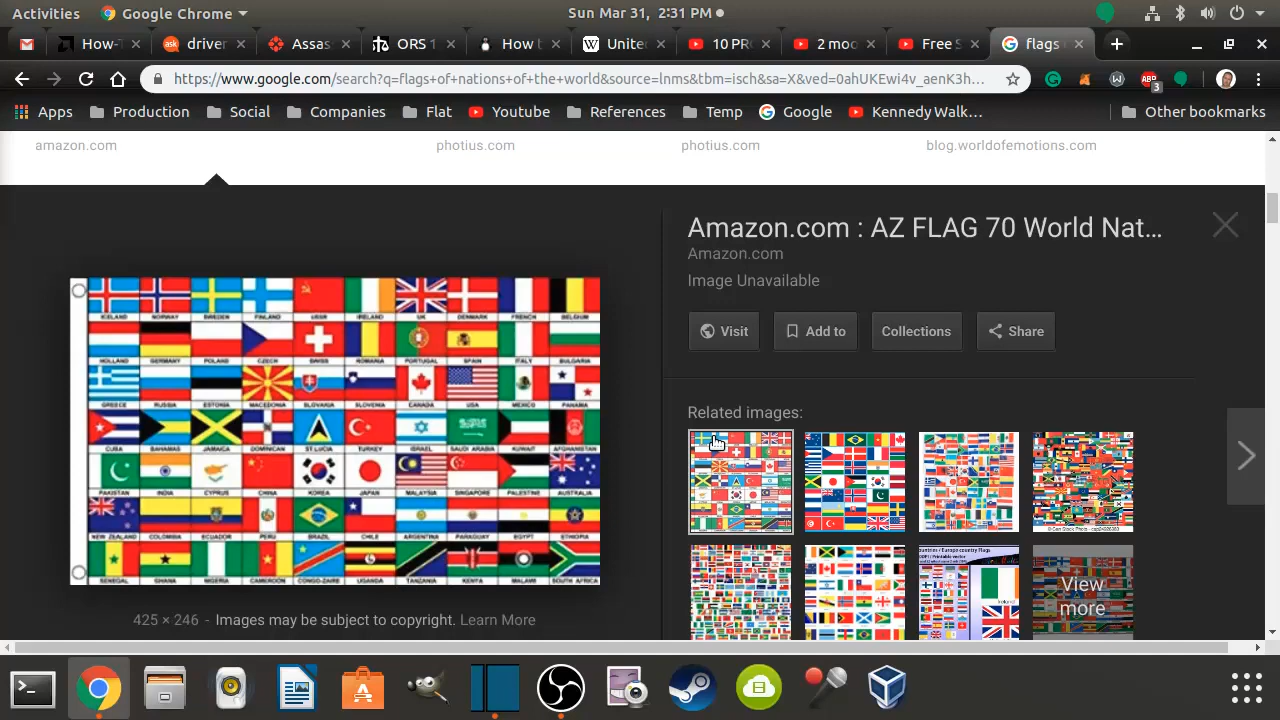 Activities Google Chrome Sun Mar 31, 2:31 PM
How-T driver Assas ORS 1 How t Unite 10 PR 2 moo Free S flags
https://www.google.com/search?q=flags+of+nations+of+the+world&source=lnms&tbm=isch&sa=X&ved=0ahUKEwi4v_aenK3h... ABP 3
Apps Production Social Companies Flat Youtube References Temp Google Kennedy Walk... Other bookmarks
amazon.com photius.com photius.com blog.worldofemotions.com
Amazon.com : AZ FLAG 70 World Nat...
Amazon.com
Image Unavailable
Visit Add to Collections Share
Related images:
View
more
ICELAND NORWAY SWEDEN FINLAND USSR IRELAND UK DENMARK FRENCH BELGIUM
HOLLAND GERMANY POLAND CZECH SWISS ROMANIA PORTUGAL SPAIN ITALY BULGARIA
GREECE RUSSIA ESTONIA MACEDONIA SLOVAKIA SLOVENIA CANADA USA MEXICO PANAMA
CUBA BAHAMAS JAMAICA DOMINICAN ST.LUCIA TURKEY ISRAEL SAUDI ARABIA KUWAIT AFGHANISTAN
PAKISTAN INDIA CYPRUS CHINA KOREA JAPAN MALAYSIA SINGAPORE PALESTINE AUSTRALIA
NEW ZEALAND COLOMBIA ECUADOR PERU BRAZIL CHILE ARGENTINA PARAGUAY EGYPT ETHIOPIA
SENEGAL GHANA NIGERIA CAMEROON CONGO-ZAIRE UGANDA TANZANIA KENYA MALAWI SOUTH AFRICA
425 × 246 - Images may be subject to copyright. Learn More